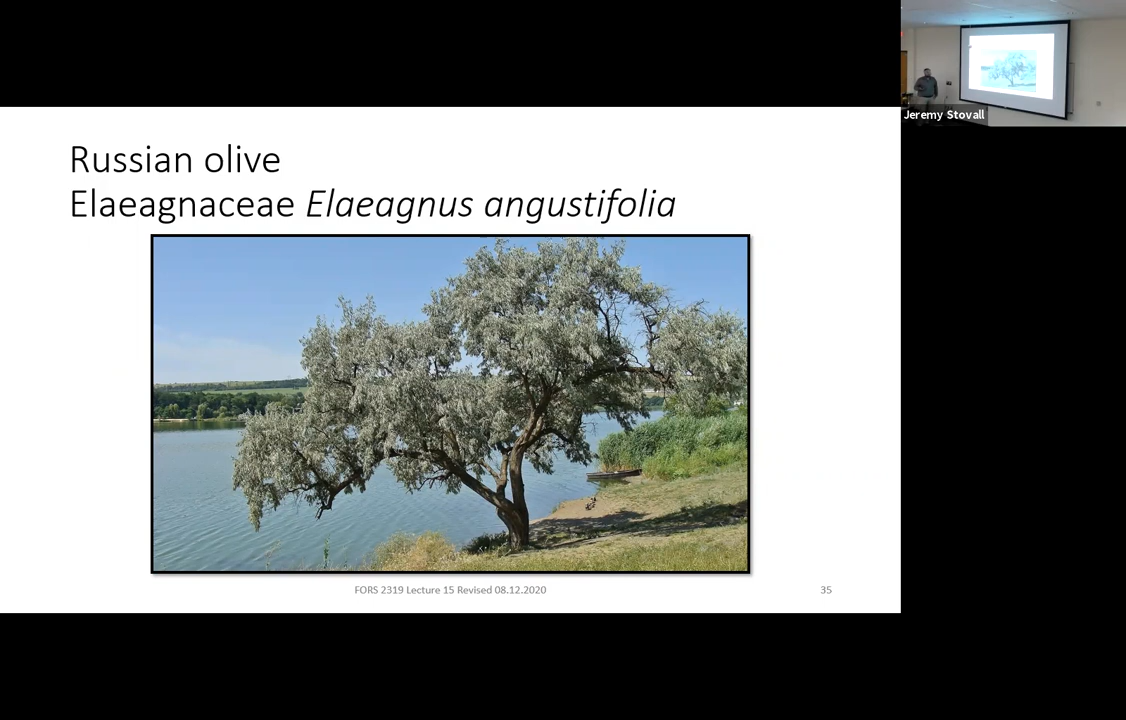 Jeremy Stovall
Russian olive
Elaeagnaceae Elaeagnus angustifolia
FORS 2319 Lecture 15 Revised 08.12.2020
35